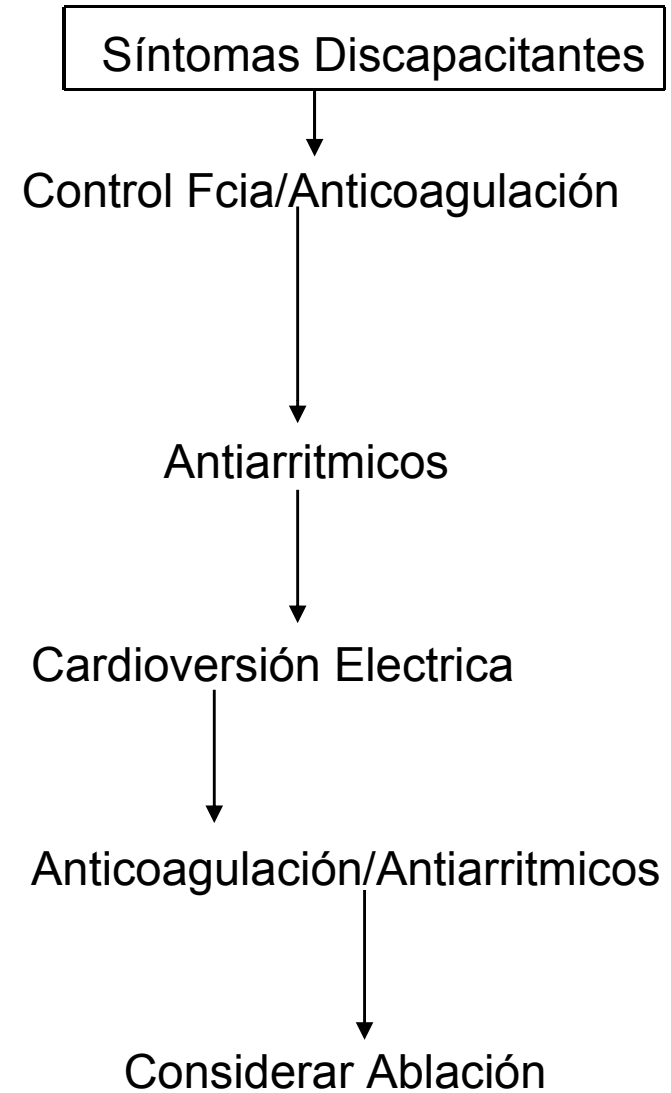 Síntomas Discapacitantes
Control Fcia/Anticoagulación
Antiarritmicos
Cardioversión Electrica
Anticoagulación/Antiarritmicos
Considerar Ablación